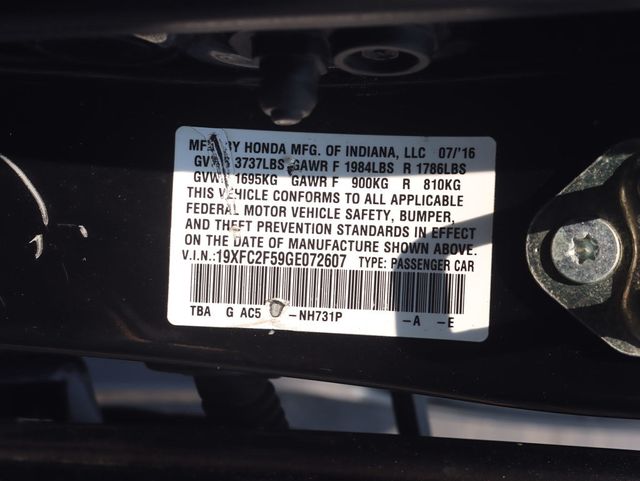 MFD BY HONDA MFG. OF INDIANA, LLC 07/'16
GVWR 3737LBS GAWR F 1984LBS R 1786LBS
GVWR 1695KG GAWR F 900KG R 810KG
THIS VEHICLE CONFORMS TO ALL APPLICABLE
FEDERAL MOTOR VEHICLE SAFETY, BUMPER,
AND THEFT PREVENTION STANDARDS IN EFFECT
ON THE DATE OF MANUFACTURE SHOWN ABOVE.
V.I.N.:19XFC2F59GE072607 TYPE: PASSENGER CAR
TBA G AC5 -NH731P -A -E